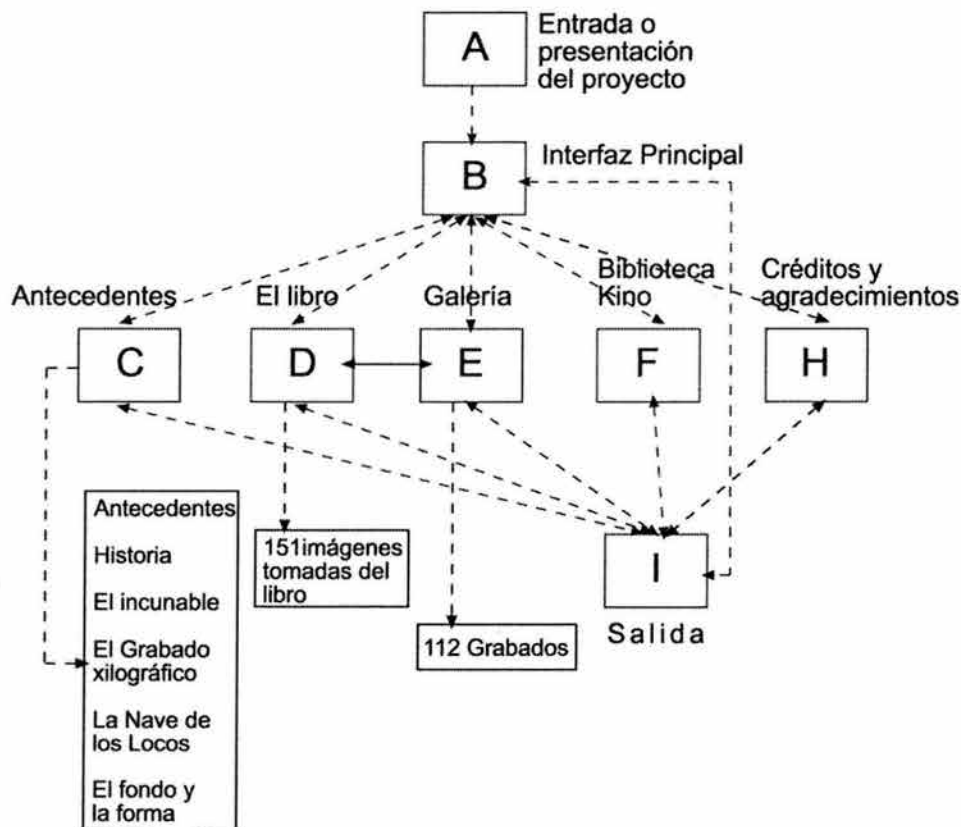 A
Entrada o
presentación
del proyecto
B
Interfaz Principal
Antecedentes
El libro
Galería
Biblioteca
Kino
Créditos y
agradecimientos
C
D
E
F
H
Antecedentes
Historia
El incunable
El Grabado
xilográfico
La Nave de
los Locos
El fondo y
la forma
151imágenes
tomadas del
libro
112 Grabados
I
Salida